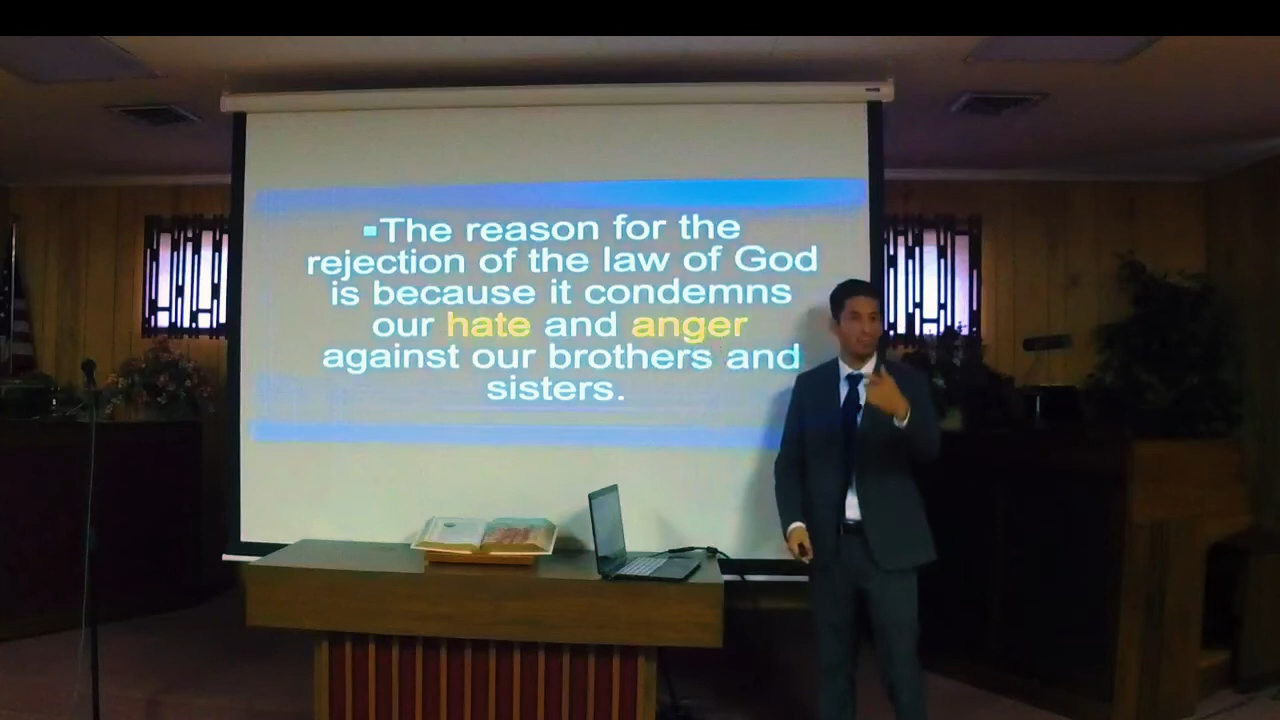 ▪The reason for the
rejection of the law of God
is because it condemns
our hate and anger
against our brothers and
sisters.